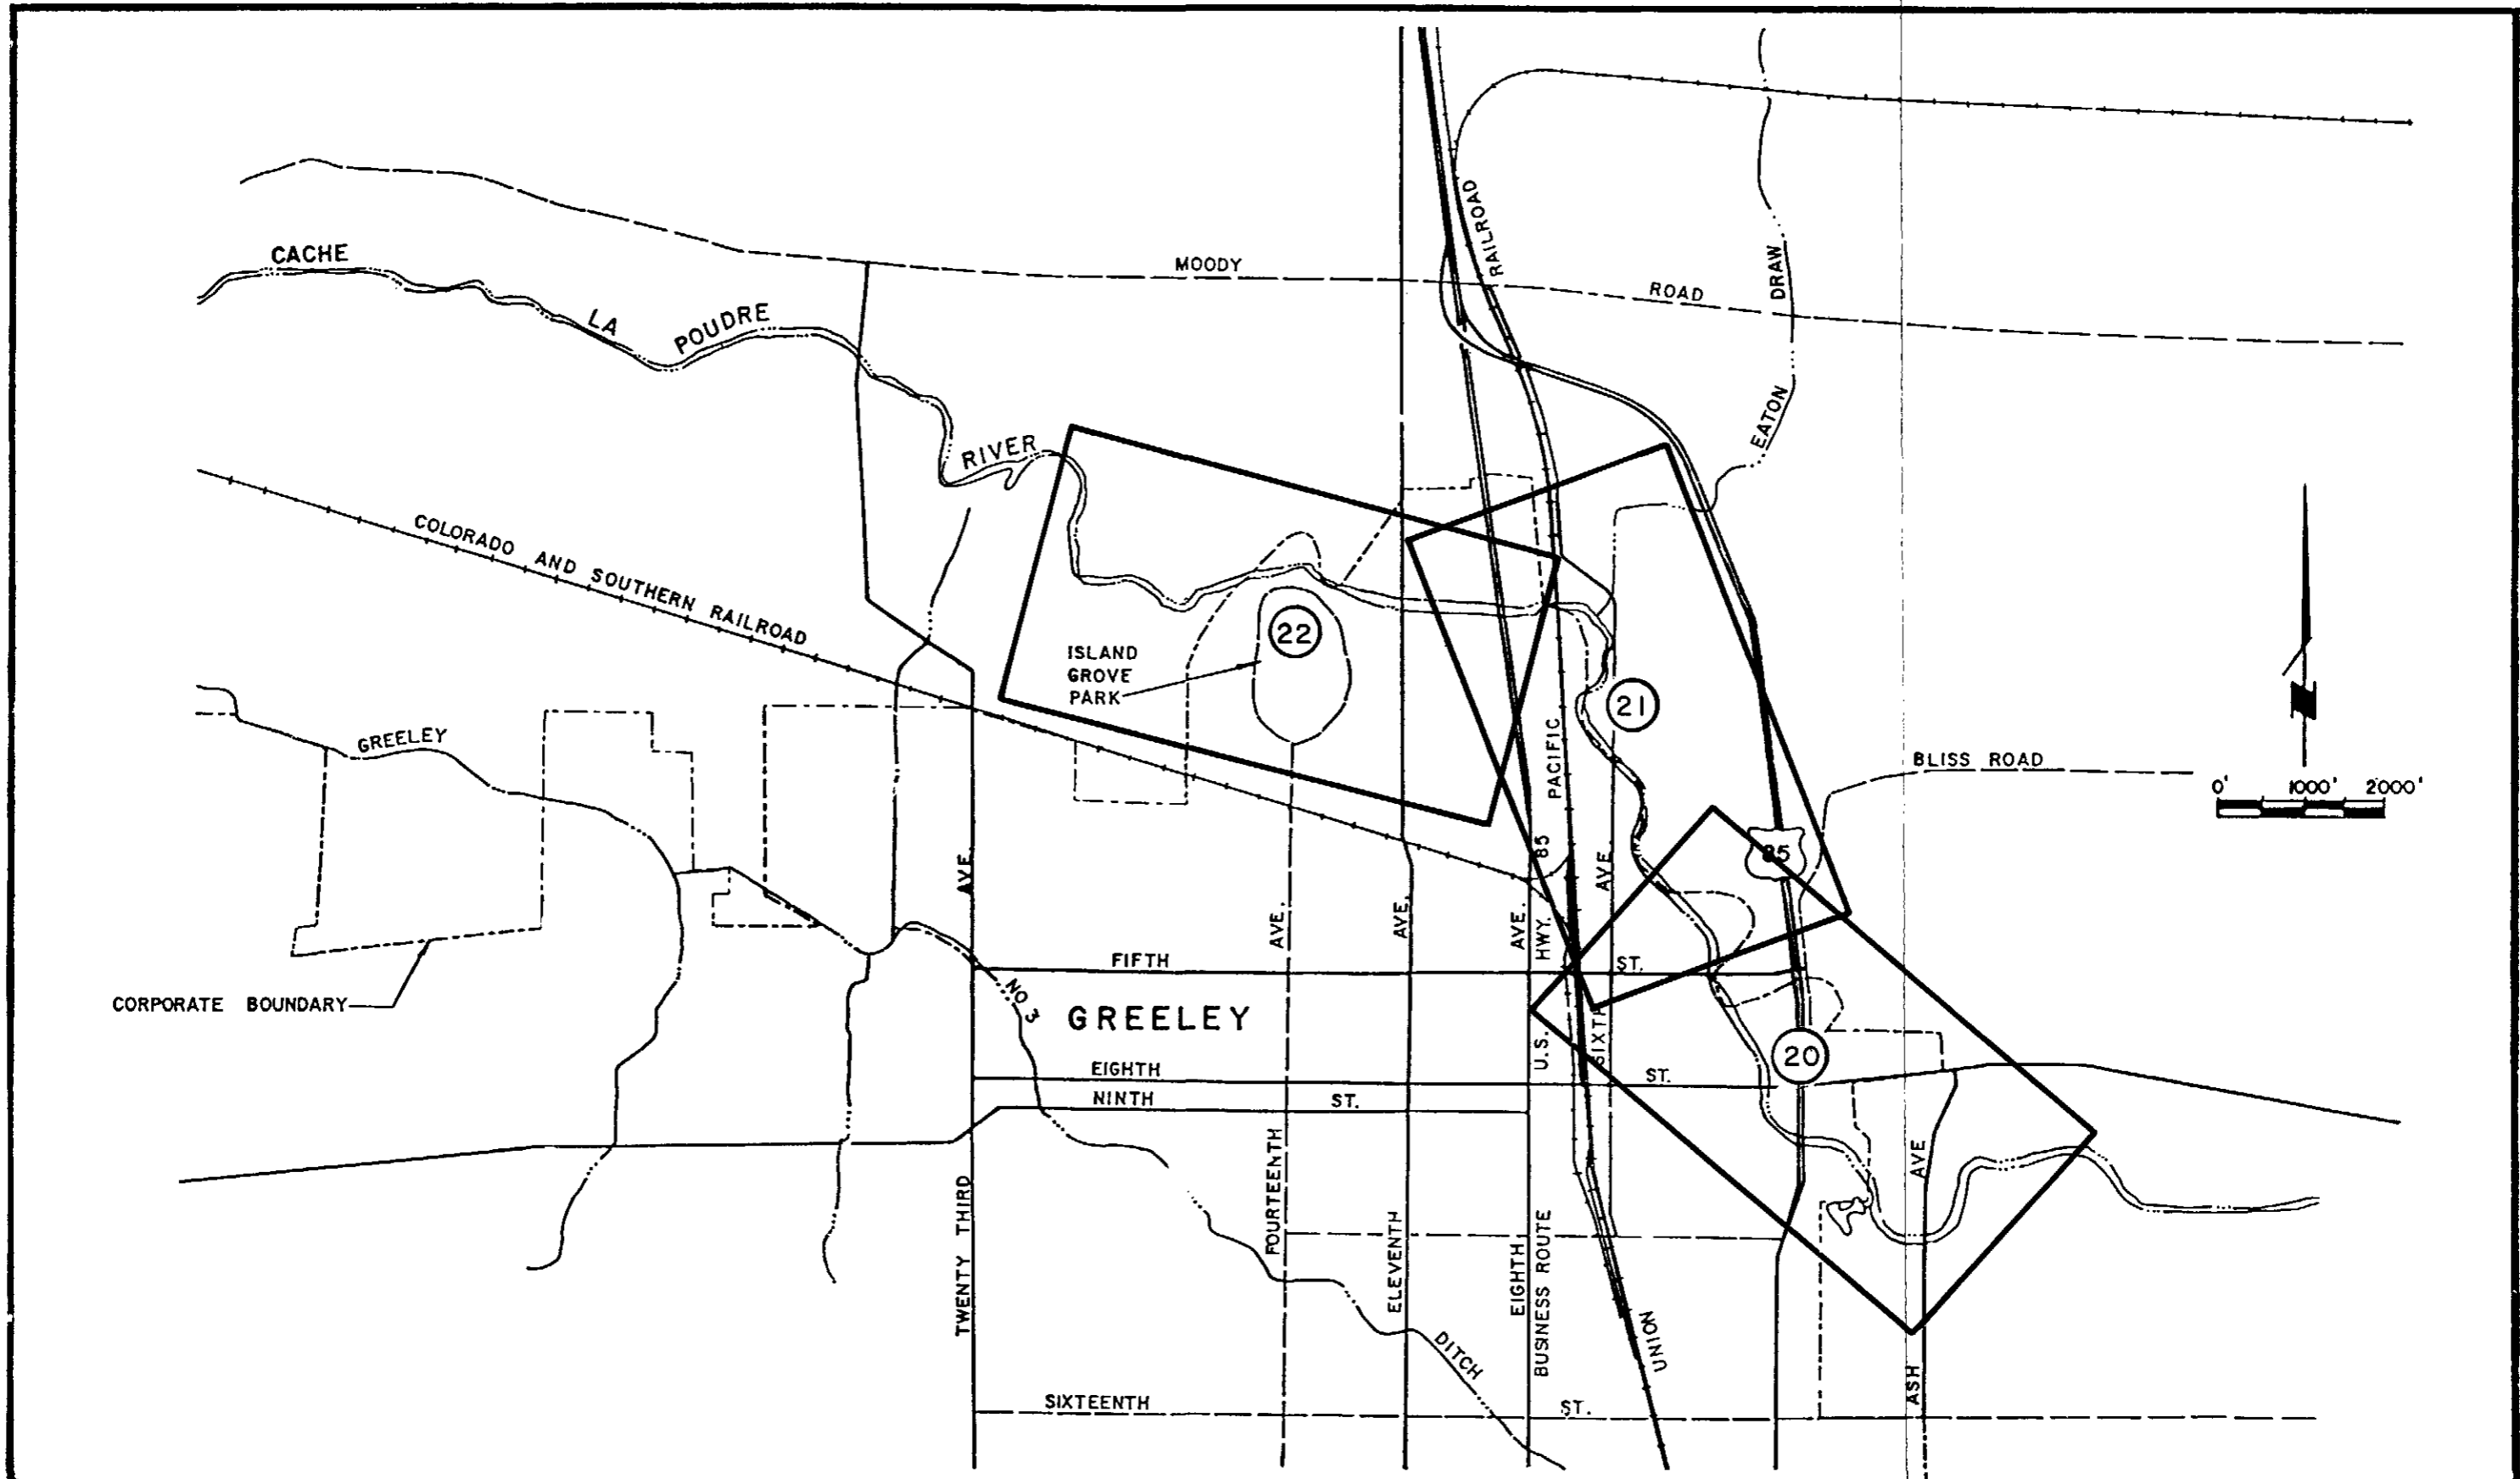 CACHE
LA
POUDRE
RIVER
MOODY
ROAD
RAILROAD
DRAW
EATON
COLORADO AND SOUTHERN RAILROAD
ISLAND
GROVE
PARK
22
21
PACIFIC
GREELEY
BLISS ROAD
0' 1000' 2000'
85
AVE.
AVE.
AVE.
AVE.
U.S. HWY. 85
SIXTH AVE
FIFTH ST.
CORPORATE BOUNDARY
NO 3
GREELEY
20
EIGHTH ST.
NINTH ST.
TWENTY THIRD
FOURTEENTH
ELEVENTH
EIGHTH
BUSINESS ROUTE
UNION
DITCH
ASH AVE
SIXTEENTH ST.